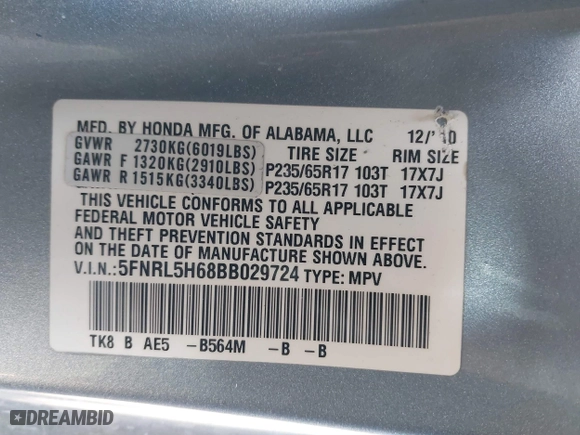 MFD. BY HONDA MFG. OF ALABAMA, LLC 12/'10
GVWR 2730KG(6019LBS) TIRE SIZE RIM SIZE
GAWR F 1320KG(2910LBS) P235/65R17 103T 17X7J
GAWR R 1515KG(3340LBS) P235/65R17 103T 17X7J
THIS VEHICLE CONFORMS TO ALL APPLICABLE
FEDERAL MOTOR VEHICLE SAFETY
AND THEFT PREVENTION STANDARDS IN EFFECT
ON THE DATE OF MANUFACTURE SHOWN ABOVE.
V.I.N.:5FNRL5H68BB029724 TYPE: MPV
TK8 B AE5 -B564M -B -B
DREAMBID